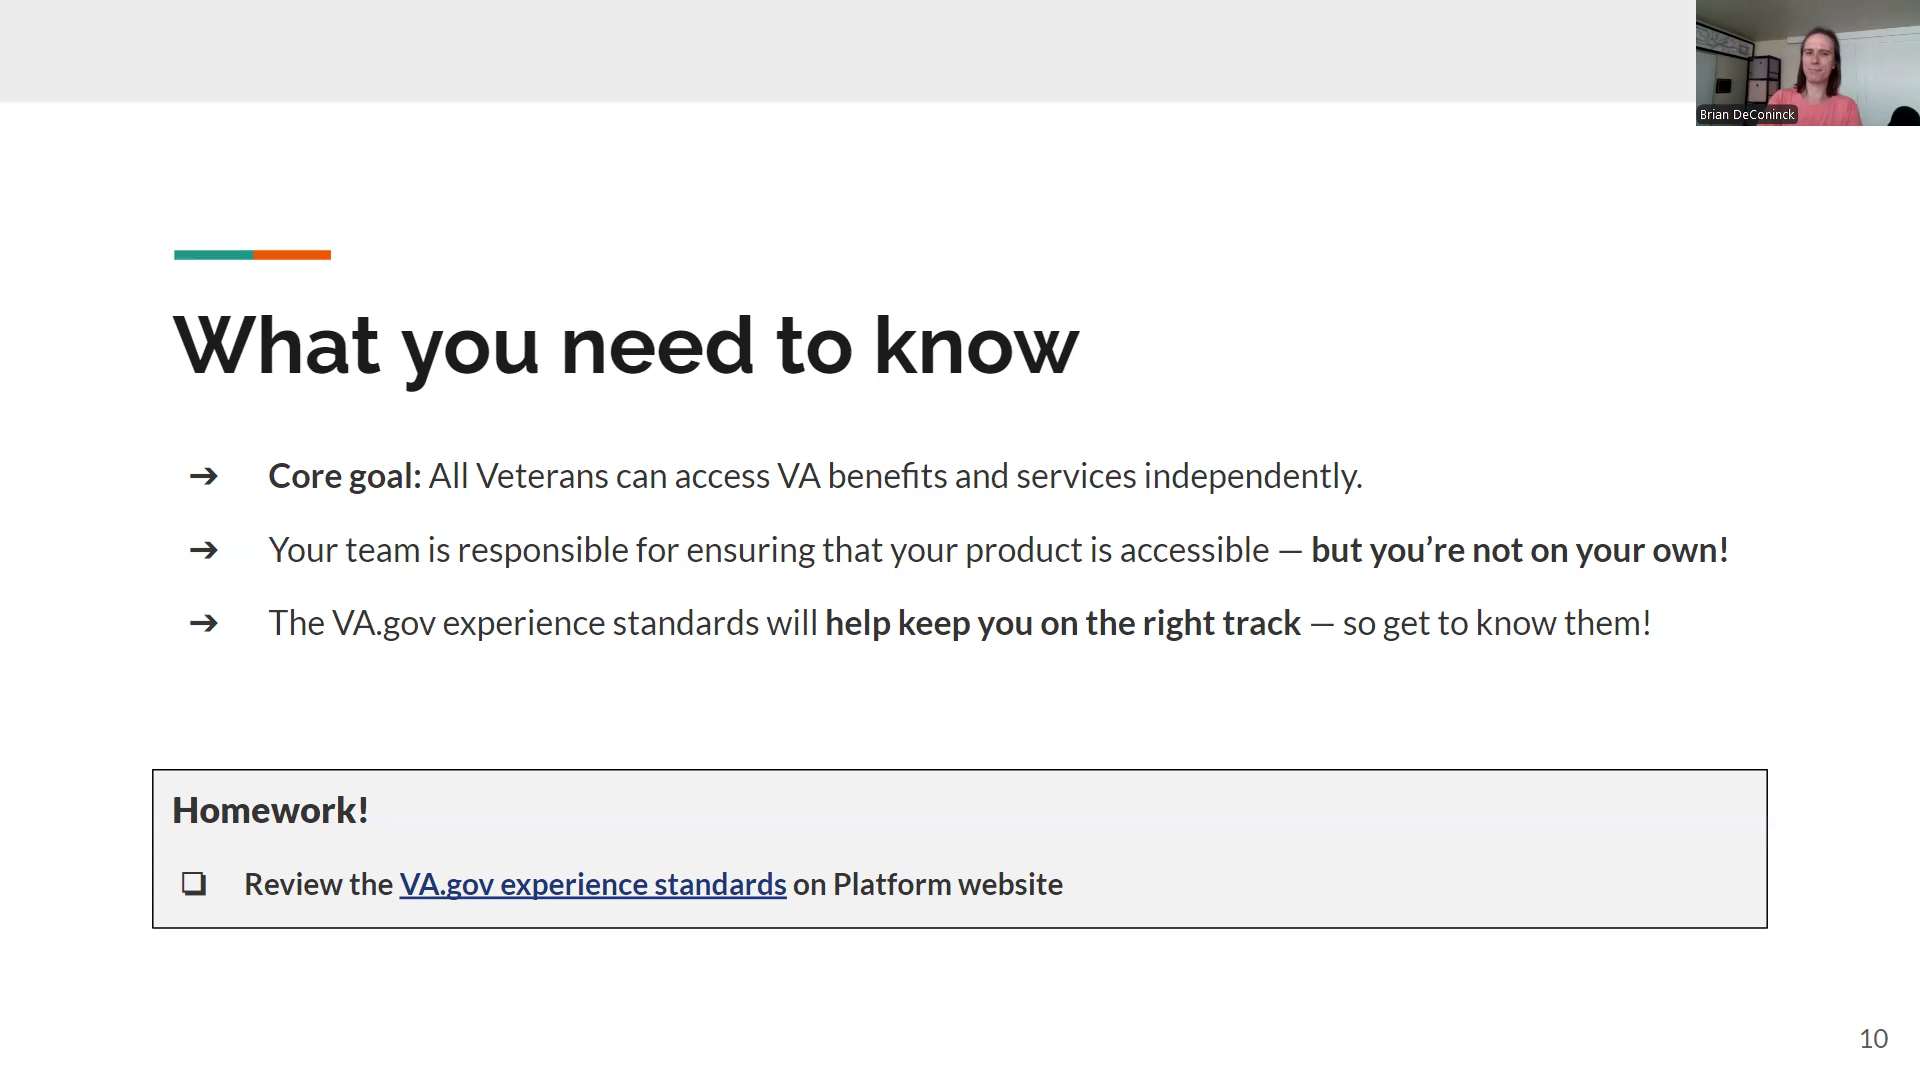 Brian DeConinck
What you need to know
➔ Core goal: All Veterans can access VA benefits and services independently.
➔ Your team is responsible for ensuring that your product is accessible — but you’re not on your own!
➔ The VA.gov experience standards will help keep you on the right track — so get to know them!
Homework!
❏ Review the VA.gov experience standards on Platform website
10